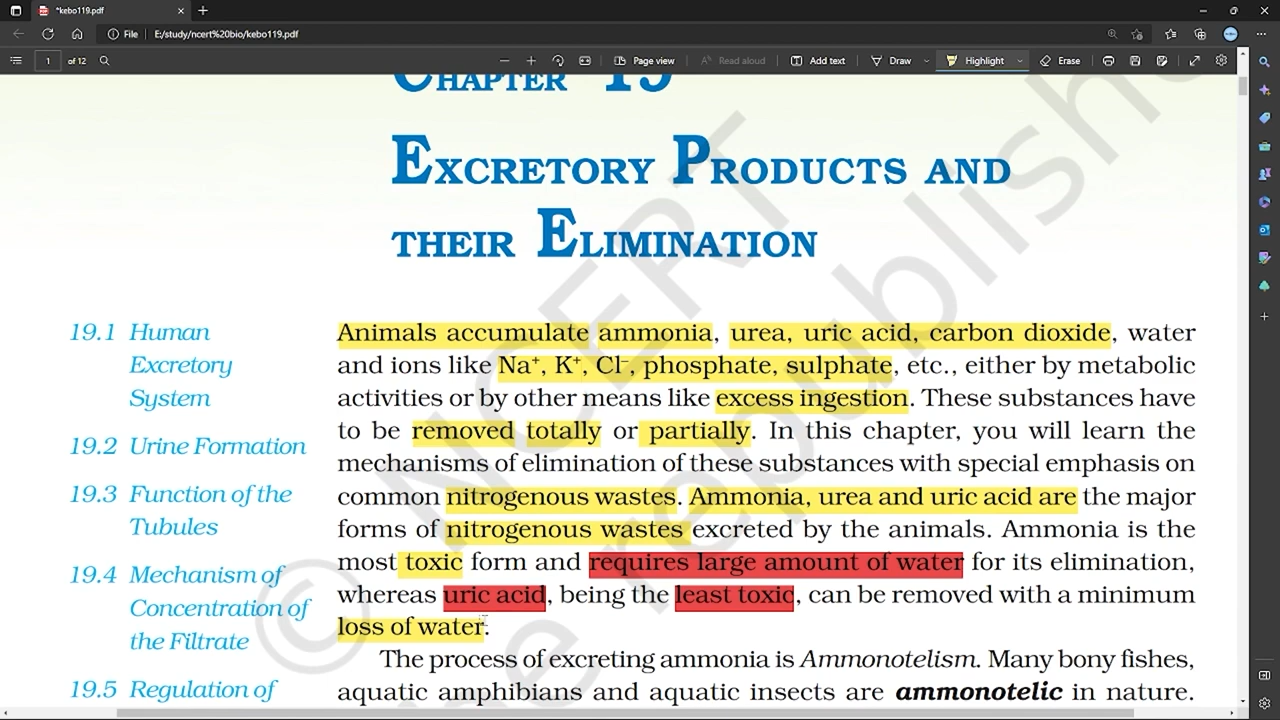 *kebo119.pdf
File E:/study/ncert%20bio/kebo119.pdf
1 of 12 Page view Read aloud Add text Draw Highlight Erase
CHAPTER 19
EXCRETORY PRODUCTS AND
THEIR ELIMINATION
19.1 Human
Excretory
System
19.2 Urine Formation
19.3 Function of the
Tubules
19.4 Mechanism of
Concentration of
the Filtrate
19.5 Regulation of
Animals accumulate ammonia, urea, uric acid, carbon dioxide, water
and ions like Na⁺, K⁺, Cl⁻, phosphate, sulphate, etc., either by metabolic
activities or by other means like excess ingestion. These substances have
to be removed totally or partially. In this chapter, you will learn the
mechanisms of elimination of these substances with special emphasis on
common nitrogenous wastes. Ammonia, urea and uric acid are the major
forms of nitrogenous wastes excreted by the animals. Ammonia is the
most toxic form and requires large amount of water for its elimination,
whereas uric acid, being the least toxic, can be removed with a minimum
loss of water.
The process of excreting ammonia is Ammonotelism. Many bony fishes,
aquatic amphibians and aquatic insects are ammonotelic in nature.
© NCERT
be republished